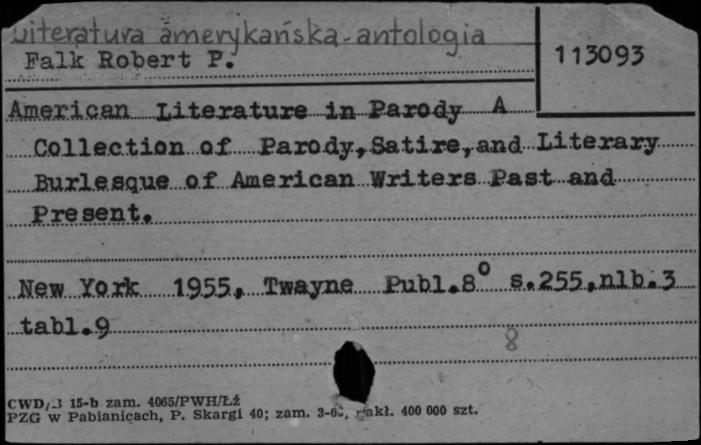 Literatura amerykańska-antologia
Falk Robert P.
113093
American Literature in Parody A
Collection of Parody, Satire, and Literary
Burlesque of American Writers Past and
Present.
New York 1955, Twayne Publ.8° s.255,nlb.3
tabl.9
8
CWD/3 15-b zam. 4065/PWH/Łź
PZG w Pabianicach, P. Skargi 40; zam. nakł. 400 000 szt.